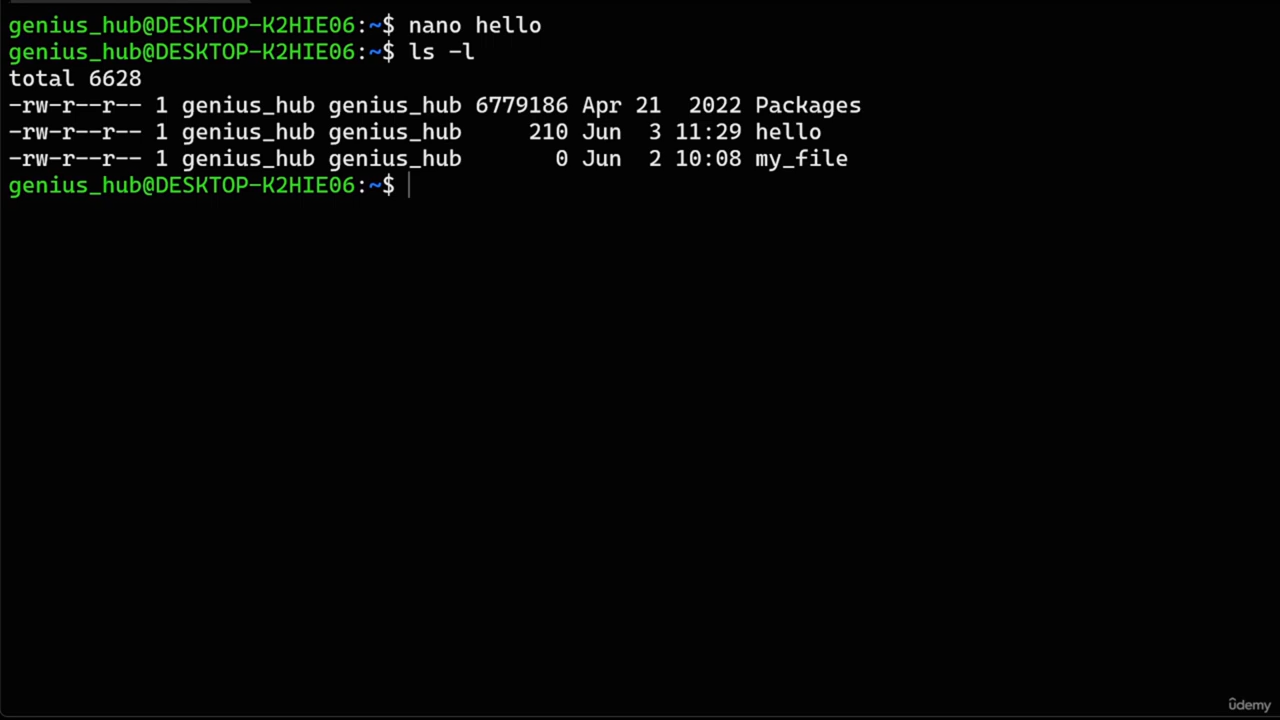 genius_hub@DESKTOP-K2HIE06:~$ nano hello
genius_hub@DESKTOP-K2HIE06:~$ ls -l
total 6628
-rw-r--r-- 1 genius_hub genius_hub 6779186 Apr 21  2022 Packages
-rw-r--r-- 1 genius_hub genius_hub     210 Jun  3 11:29 hello
-rw-r--r-- 1 genius_hub genius_hub       0 Jun  2 10:08 my_file
genius_hub@DESKTOP-K2HIE06:~$
ûdemy